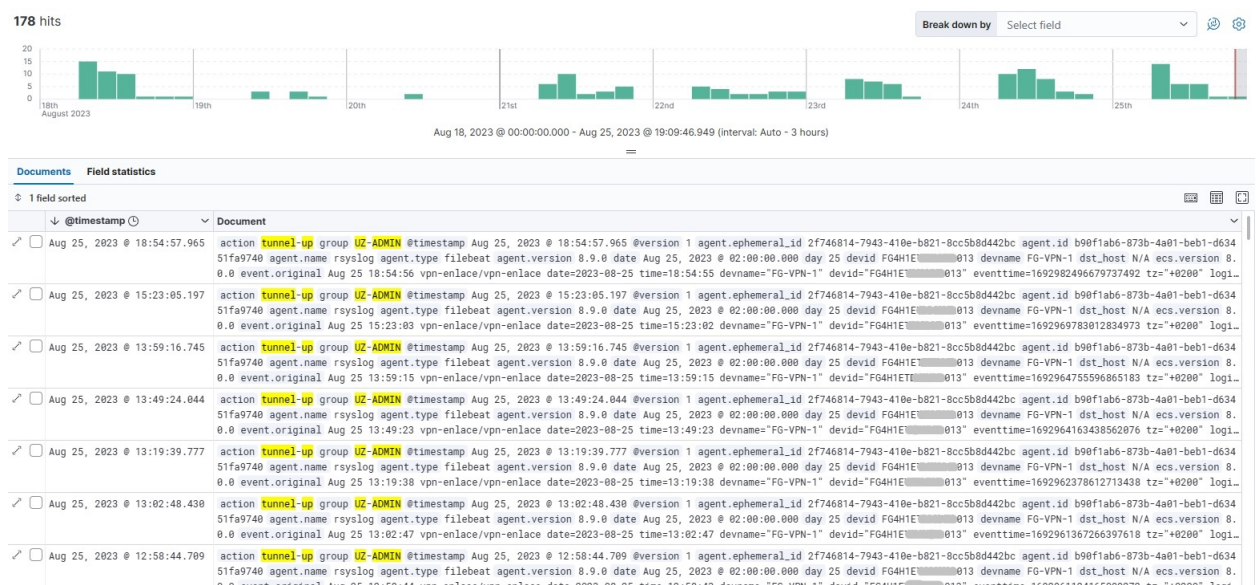 178 hits
Break down by Select field
20
15
10
5
0
18th 19th 20th 21st 22nd 23rd 24th 25th
August 2023
Aug 18, 2023 @ 00:00:00.000 - Aug 25, 2023 @ 19:09:46.949 (interval: Auto - 3 hours)
Documents Field statistics
1 field sorted
@timestamp Document
Aug 25, 2023 @ 18:54:57.965 action tunnel-up group UZ-ADMIN @timestamp Aug 25, 2023 @ 18:54:57.965 @version 1 agent.ephemeral_id 2f746814-7943-410e-b821-8cc5b8d442bc agent.id b90f1ab6-873b-4a01-beb1-d634
51fa9740 agent.name rsyslog agent.type filebeat agent.version 8.9.0 date Aug 25, 2023 @ 02:00:00.000 day 25 devid FG4H1E 013 devname FG-VPN-1 dst_host N/A ecs.version 8.
0.0 event.original Aug 25 18:54:56 vpn-enlace/vpn-enlace date=2023-08-25 time=18:54:55 devname="FG-VPN-1" devid="FG4H1E 013" eventtime=1692982496679737492 tz="+0200" logi…
Aug 25, 2023 @ 15:23:05.197 action tunnel-up group UZ-ADMIN @timestamp Aug 25, 2023 @ 15:23:05.197 @version 1 agent.ephemeral_id 2f746814-7943-410e-b821-8cc5b8d442bc agent.id b90f1ab6-873b-4a01-beb1-d634
51fa9740 agent.name rsyslog agent.type filebeat agent.version 8.9.0 date Aug 25, 2023 @ 02:00:00.000 day 25 devid FG4H1E 013 devname FG-VPN-1 dst_host N/A ecs.version 8.
0.0 event.original Aug 25 15:23:03 vpn-enlace/vpn-enlace date=2023-08-25 time=15:23:02 devname="FG-VPN-1" devid="FG4H1E 013" eventtime=1692969783012834973 tz="+0200" logi…
Aug 25, 2023 @ 13:59:16.745 action tunnel-up group UZ-ADMIN @timestamp Aug 25, 2023 @ 13:59:16.745 @version 1 agent.ephemeral_id 2f746814-7943-410e-b821-8cc5b8d442bc agent.id b90f1ab6-873b-4a01-beb1-d634
51fa9740 agent.name rsyslog agent.type filebeat agent.version 8.9.0 date Aug 25, 2023 @ 02:00:00.000 day 25 devid FG4H1E 013 devname FG-VPN-1 dst_host N/A ecs.version 8.
0.0 event.original Aug 25 13:59:15 vpn-enlace/vpn-enlace date=2023-08-25 time=13:59:15 devname="FG-VPN-1" devid="FG4H1E 013" eventtime=1692964755596865183 tz="+0200" logi…
Aug 25, 2023 @ 13:49:24.044 action tunnel-up group UZ-ADMIN @timestamp Aug 25, 2023 @ 13:49:24.044 @version 1 agent.ephemeral_id 2f746814-7943-410e-b821-8cc5b8d442bc agent.id b90f1ab6-873b-4a01-beb1-d634
51fa9740 agent.name rsyslog agent.type filebeat agent.version 8.9.0 date Aug 25, 2023 @ 02:00:00.000 day 25 devid FG4H1E 013 devname FG-VPN-1 dst_host N/A ecs.version 8.
0.0 event.original Aug 25 13:49:23 vpn-enlace/vpn-enlace date=2023-08-25 time=13:49:23 devname="FG-VPN-1" devid="FG4H1E 013" eventtime=1692964163438562076 tz="+0200" logi…
Aug 25, 2023 @ 13:19:39.777 action tunnel-up group UZ-ADMIN @timestamp Aug 25, 2023 @ 13:19:39.777 @version 1 agent.ephemeral_id 2f746814-7943-410e-b821-8cc5b8d442bc agent.id b90f1ab6-873b-4a01-beb1-d634
51fa9740 agent.name rsyslog agent.type filebeat agent.version 8.9.0 date Aug 25, 2023 @ 02:00:00.000 day 25 devid FG4H1E 013 devname FG-VPN-1 dst_host N/A ecs.version 8.
0.0 event.original Aug 25 13:19:38 vpn-enlace/vpn-enlace date=2023-08-25 time=13:19:38 devname="FG-VPN-1" devid="FG4H1E 013" eventtime=1692962378612713438 tz="+0200" logi…
Aug 25, 2023 @ 13:02:48.430 action tunnel-up group UZ-ADMIN @timestamp Aug 25, 2023 @ 13:02:48.430 @version 1 agent.ephemeral_id 2f746814-7943-410e-b821-8cc5b8d442bc agent.id b90f1ab6-873b-4a01-beb1-d634
51fa9740 agent.name rsyslog agent.type filebeat agent.version 8.9.0 date Aug 25, 2023 @ 02:00:00.000 day 25 devid FG4H1E 013 devname FG-VPN-1 dst_host N/A ecs.version 8.
0.0 event.original Aug 25 13:02:47 vpn-enlace/vpn-enlace date=2023-08-25 time=13:02:47 devname="FG-VPN-1" devid="FG4H1E 013" eventtime=1692961367266397618 tz="+0200" logi…
Aug 25, 2023 @ 12:58:44.709 action tunnel-up group UZ-ADMIN @timestamp Aug 25, 2023 @ 12:58:44.709 @version 1 agent.ephemeral_id 2f746814-7943-410e-b821-8cc5b8d442bc agent.id b90f1ab6-873b-4a01-beb1-d634
51fa9740 agent.name rsyslog agent.type filebeat agent.version 8.9.0 date Aug 25, 2023 @ 02:00:00.000 day 25 devid FG4H1E 013 devname FG-VPN-1 dst_host N/A ecs.version 8.